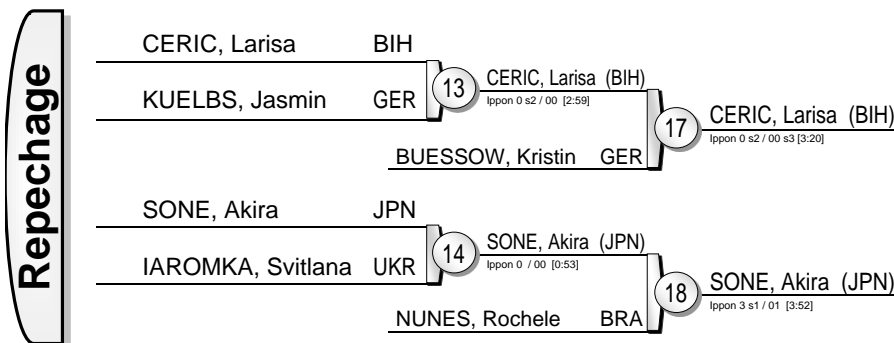 Repechage
CERIC, Larisa BIH
KUELBS, Jasmin GER
13
CERIC, Larisa (BIH)
Ippon 0 s2 / 00 [2:59]
BUESSOW, Kristin GER
17
CERIC, Larisa (BIH)
Ippon 0 s2 / 00 s3 [3:20]
SONE, Akira JPN
IAROMKA, Svitlana UKR
14
SONE, Akira (JPN)
Ippon 0 / 00 [0:53]
NUNES, Rochele BRA
18
SONE, Akira (JPN)
Ippon 3 s1 / 01 [3:52]